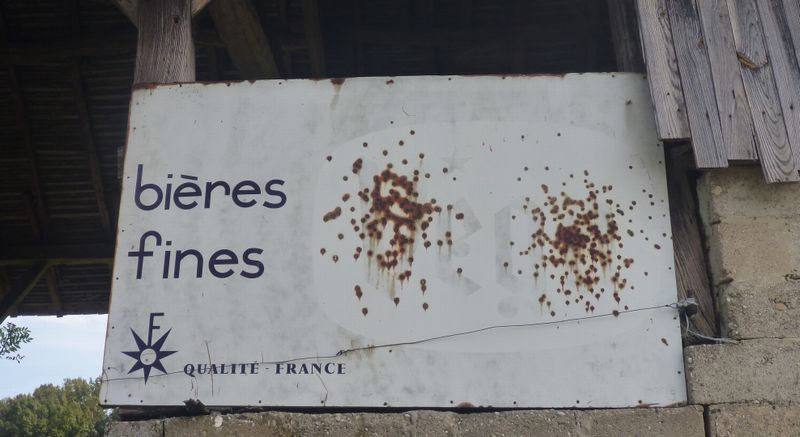 bières
fines
F
QUALITÉ - FRANCE